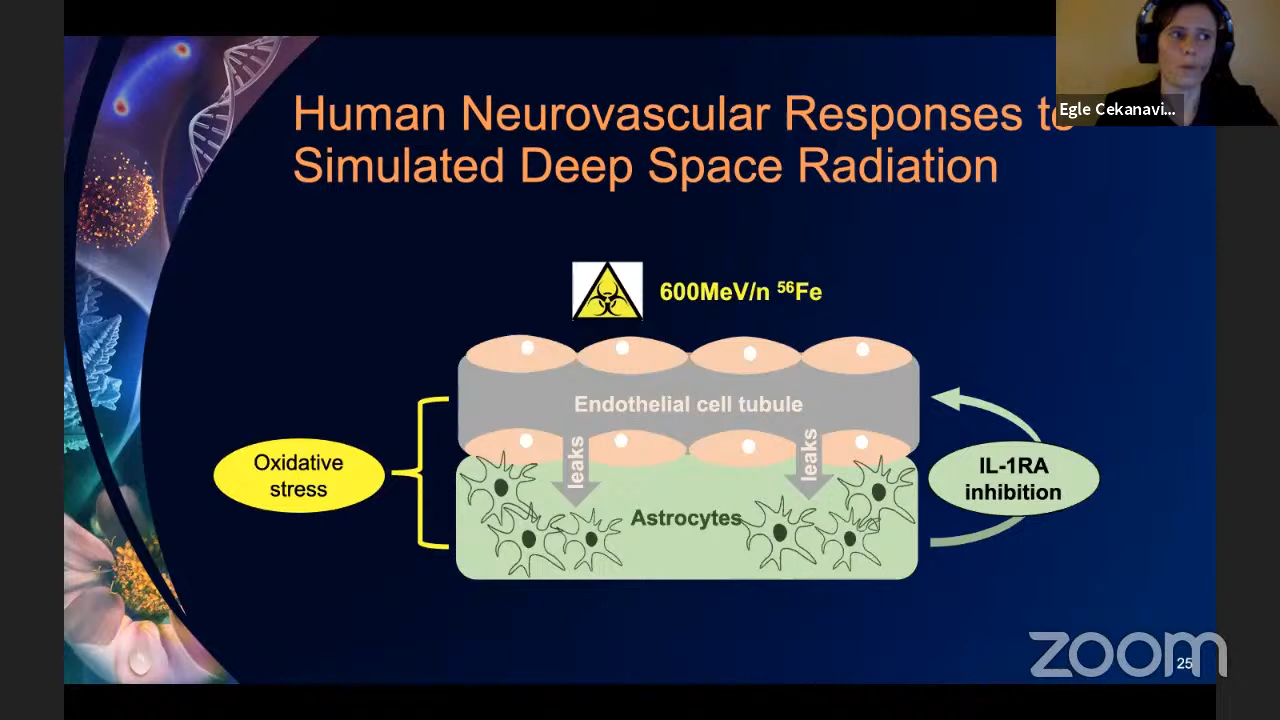 Egle Cekanavi...
Human Neurovascular Responses to
Simulated Deep Space Radiation
600MeV/n ⁵⁶Fe
Endothelial cell tubule
leaks
leaks
Oxidative
stress
IL-1RA
inhibition
Astrocytes
zoom
25